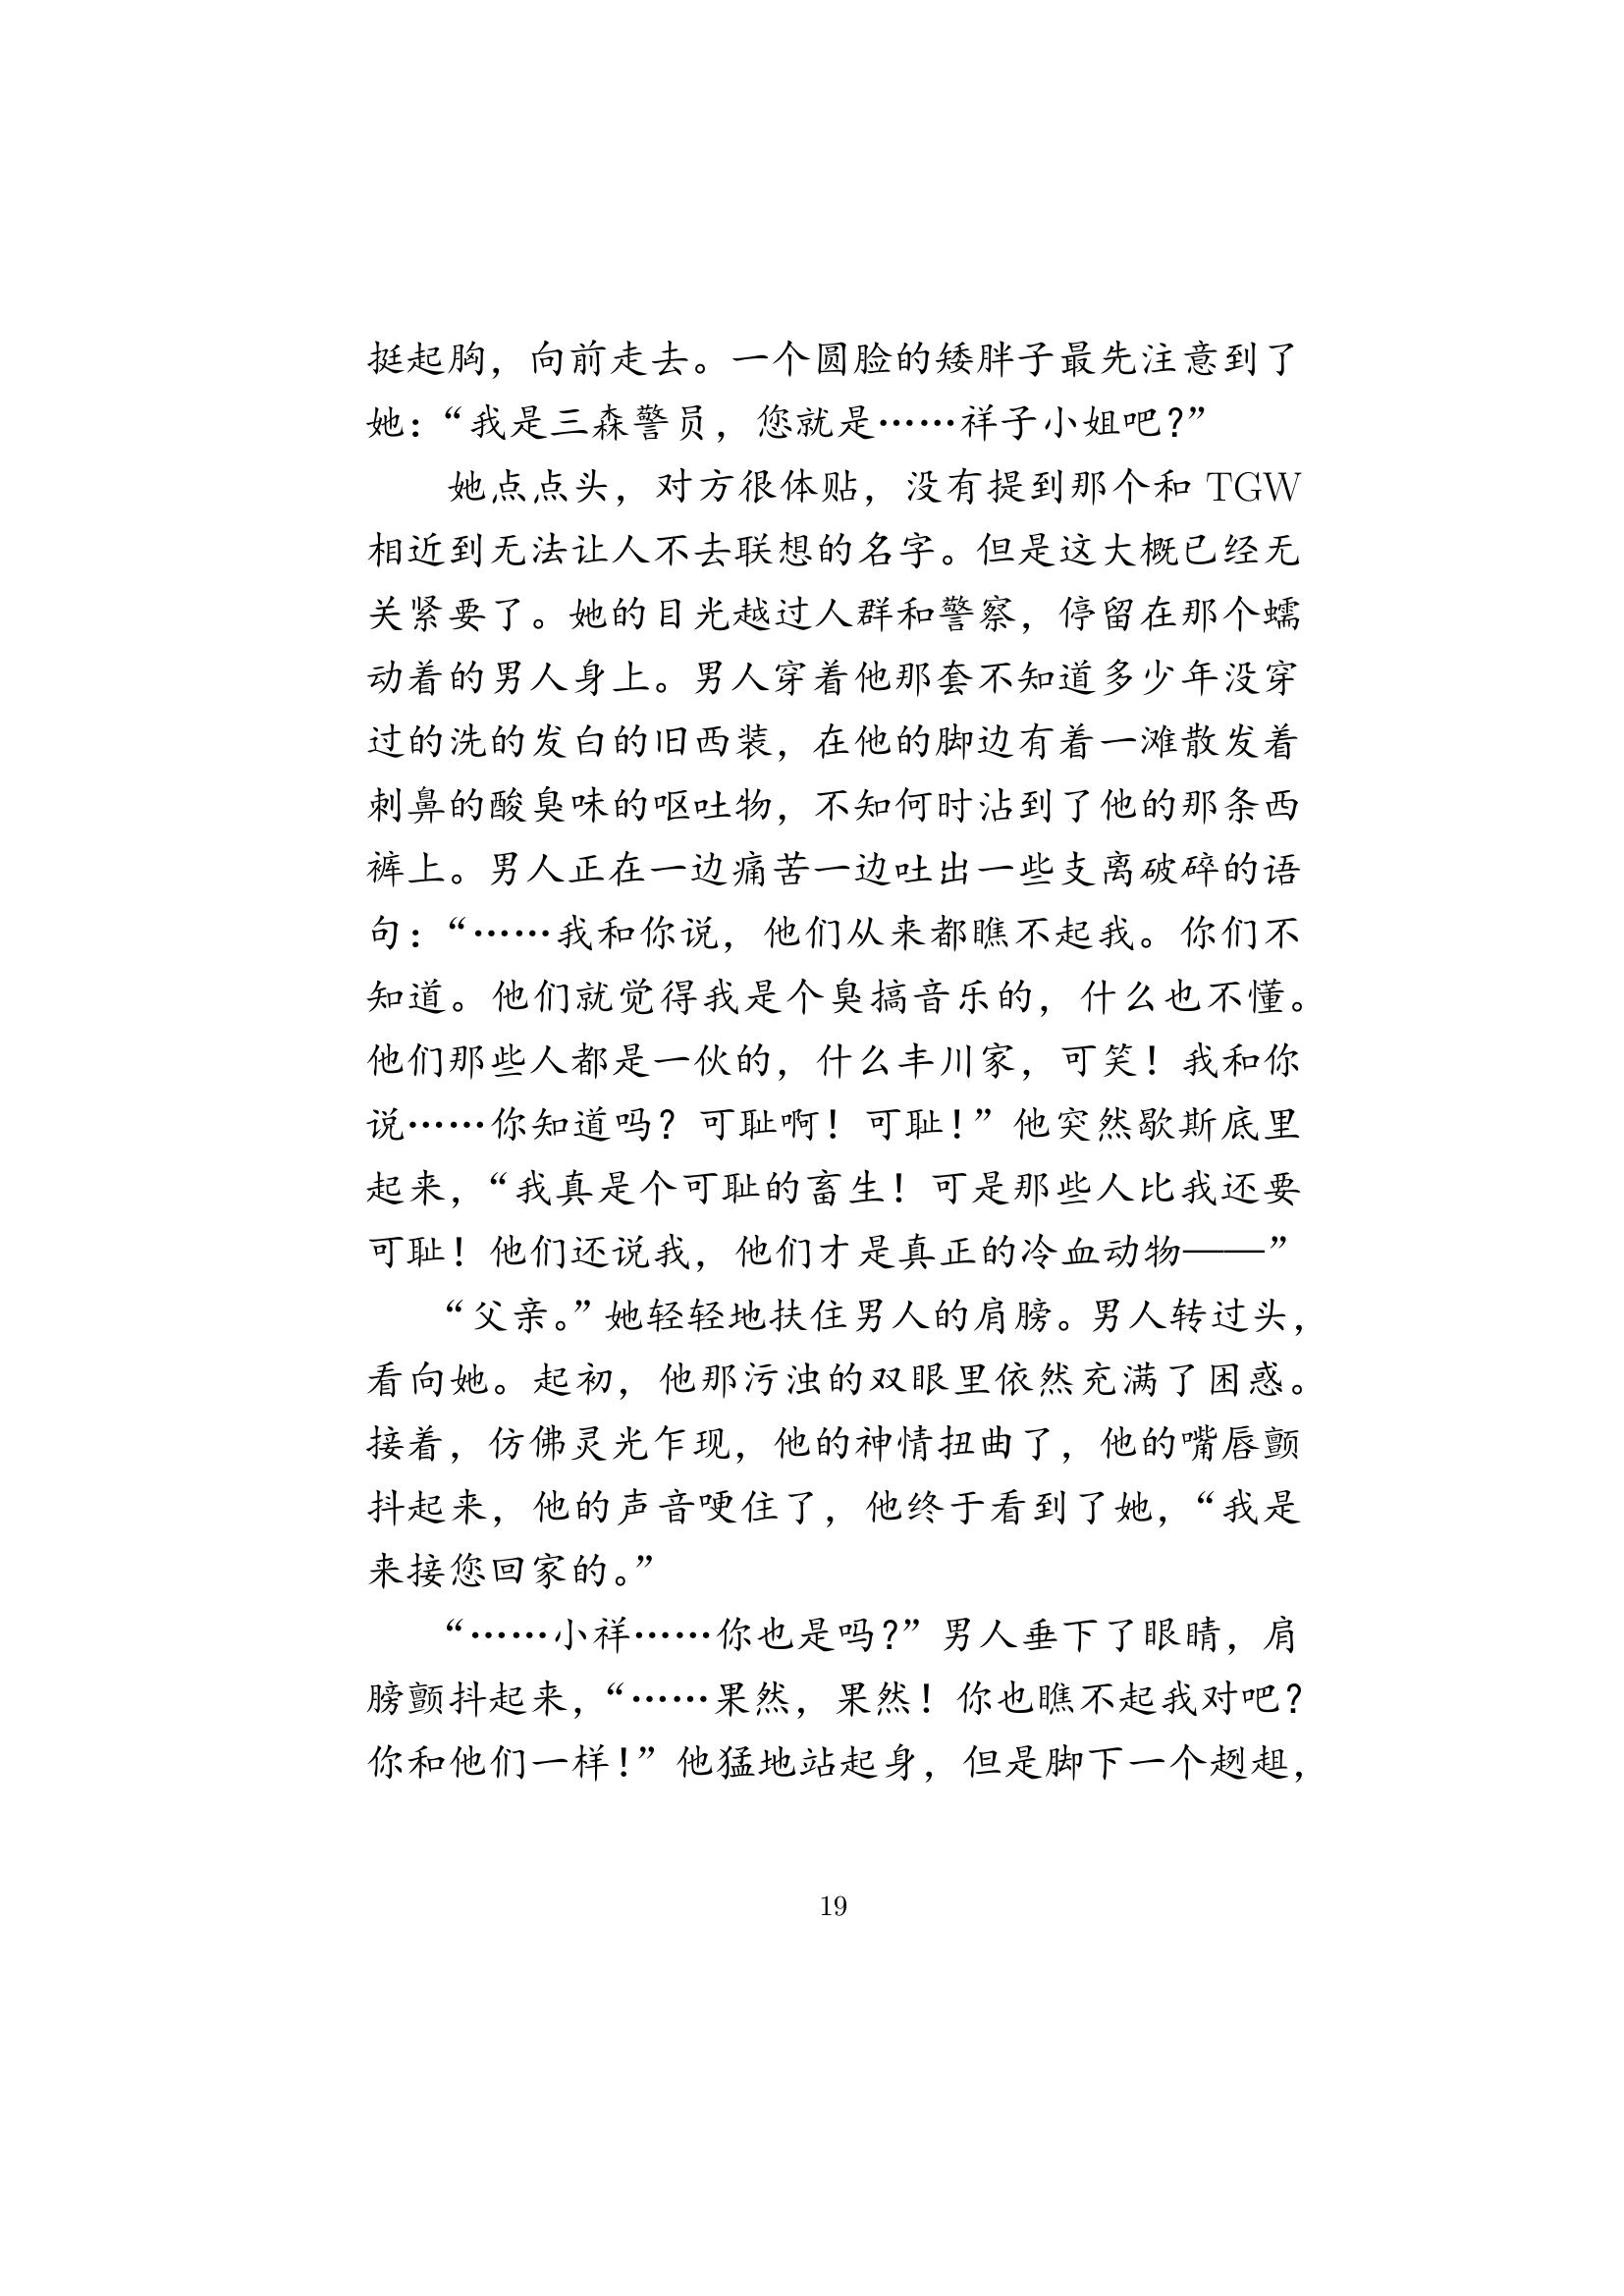 挺起胸，向前走去。一个圆脸的矮胖子最先注意到了
她：“我是三森警员，您就是……祥子小姐吧？”
她点点头，对方很体贴，没有提到那个和 TGW
相近到无法让人不去联想的名字。但是这大概已经无
关紧要了。她的目光越过人群和警察，停留在那个蠕
动着的男人身上。男人穿着他那套不知道多少年没穿
过的洗的发白的旧西装，在他的脚边有着一滩散发着
刺鼻的酸臭味的呕吐物，不知何时沾到了他的那条西
裤上。男人正在一边痛苦一边吐出一些支离破碎的语
句：“……我和你说，他们从来都瞧不起我。你们不
知道。他们就觉得我是个臭搞音乐的，什么也不懂。
他们那些人都是一伙的，什么丰川家，可笑！我和你
说……你知道吗？可耻啊！可耻！”他突然歇斯底里
起来，“我真是个可耻的畜生！可是那些人比我还要
可耻！他们还说我，他们才是真正的冷血动物——”
“父亲。”她轻轻地扶住男人的肩膀。男人转过头，
看向她。起初，他那污浊的双眼里依然充满了困惑。
接着，仿佛灵光乍现，他的神情扭曲了，他的嘴唇颤
抖起来，他的声音哽住了，他终于看到了她，“我是
来接您回家的。”
“……小祥……你也是吗？”男人垂下了眼睛，肩
膀颤抖起来，“……果然，果然！你也瞧不起我对吧？
你和他们一样！”他猛地站起身，但是脚下一个趔趄，
19